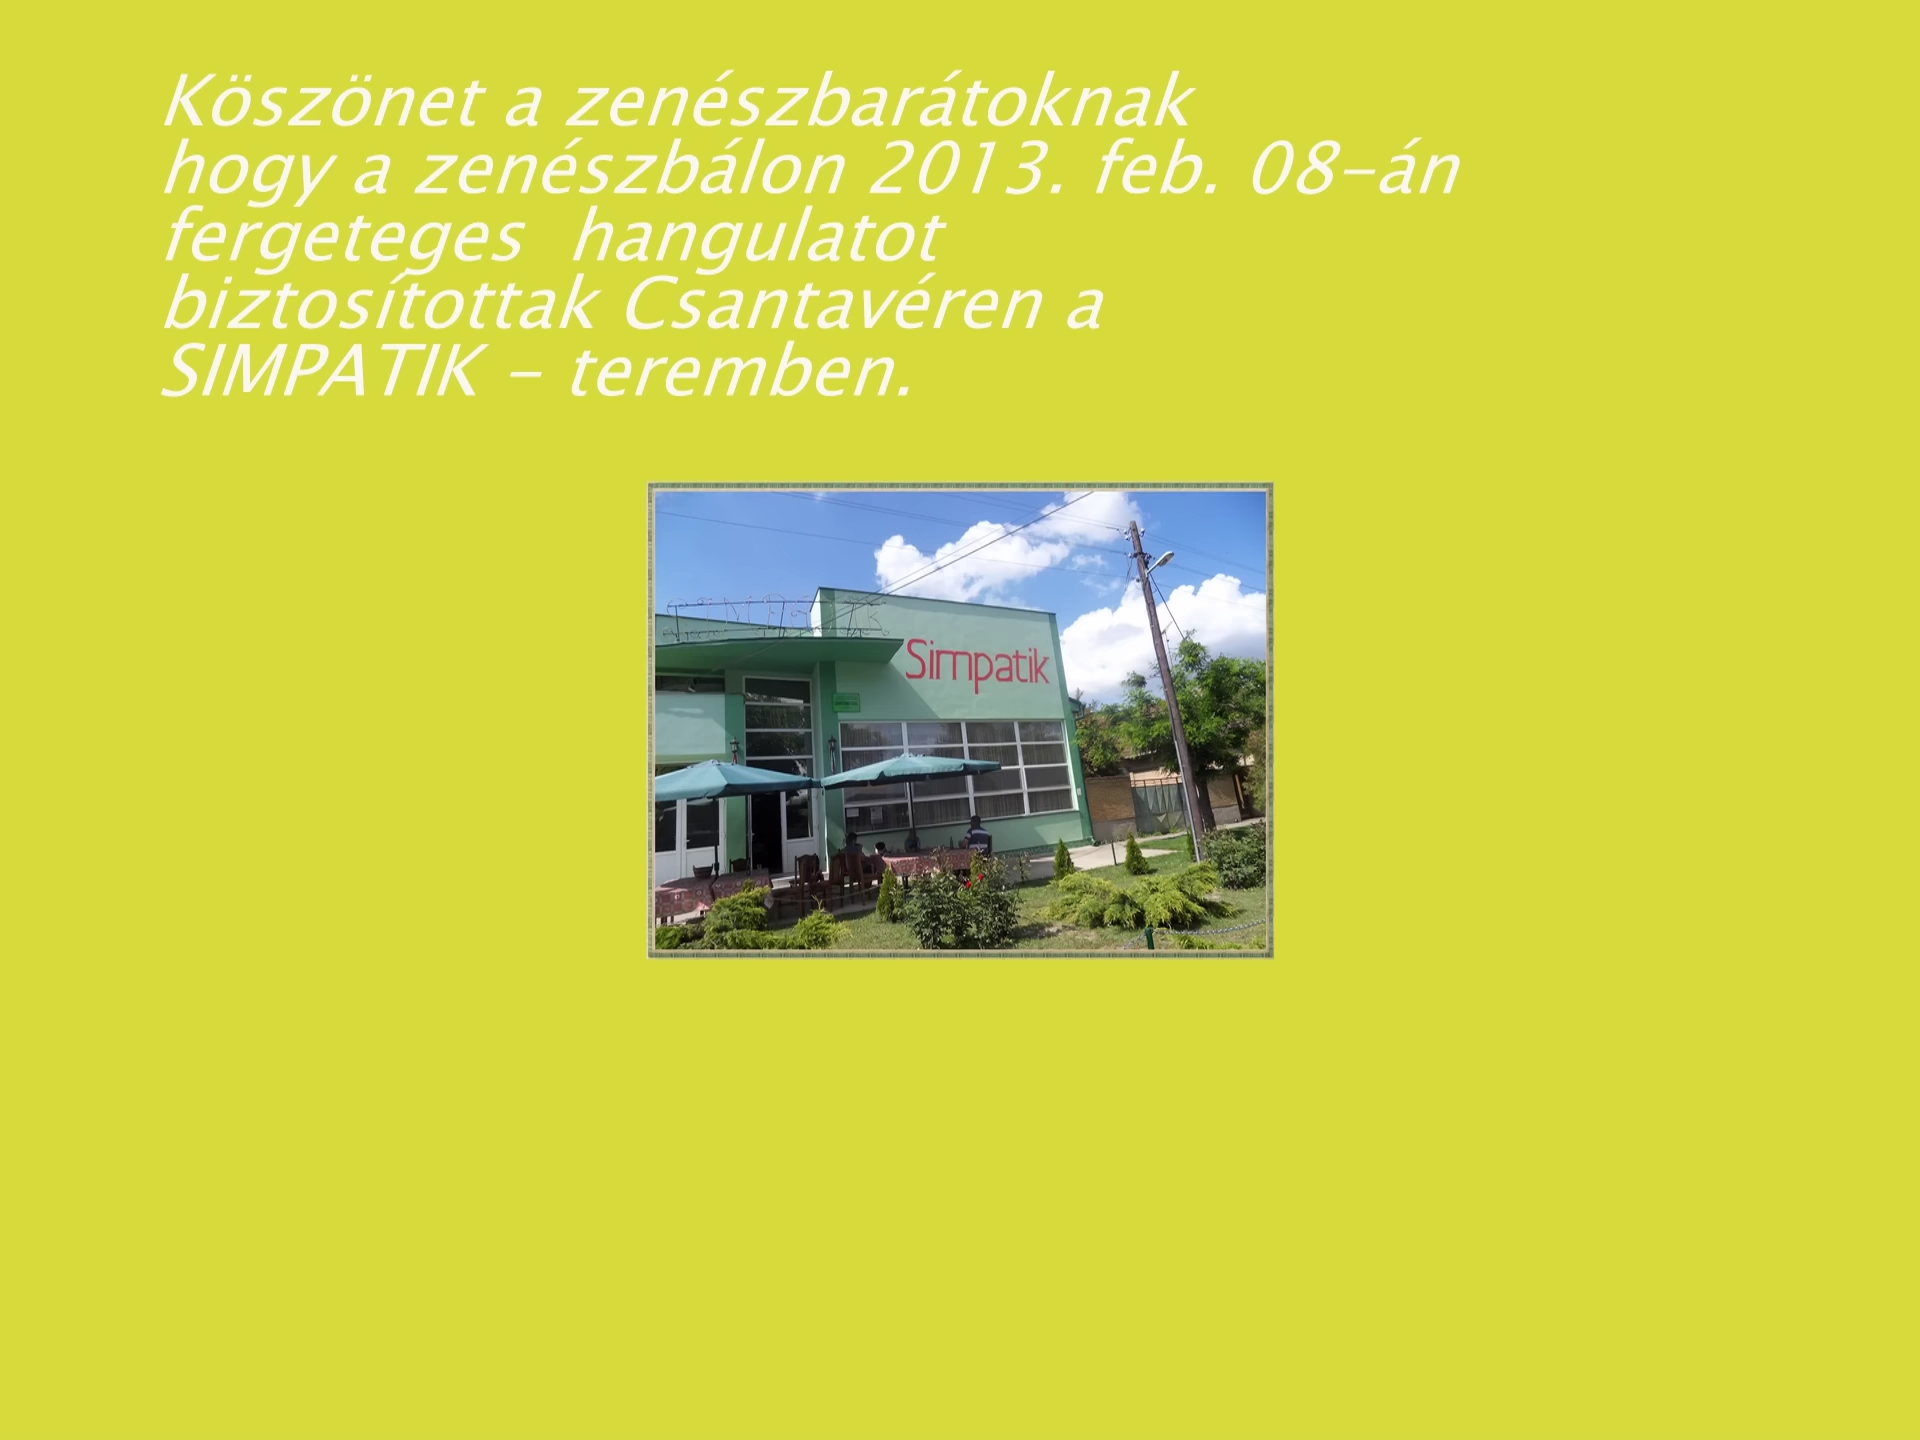 Köszönet a zenészbarátoknak
hogy a zenészbálon 2013. feb. 08-án
fergeteges  hangulatot
biztosítottak Csantavéren a
SIMPATIK - teremben.
Simpatik